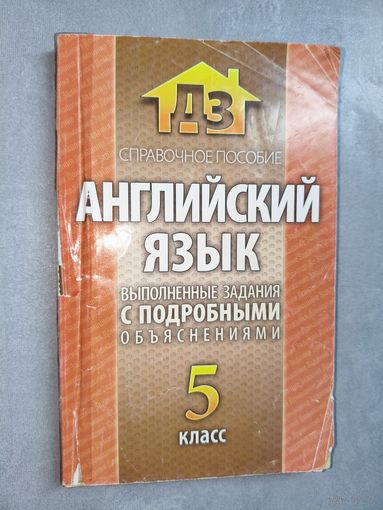 ДЗ
СПРАВОЧНОЕ ПОСОБИЕ
АНГЛИЙСКИЙ
ЯЗЫК
ВЫПОЛНЕННЫЕ ЗАДАНИЯ
С ПОДРОБНЫМИ
ОБЪЯСНЕНИЯМИ
5
класс